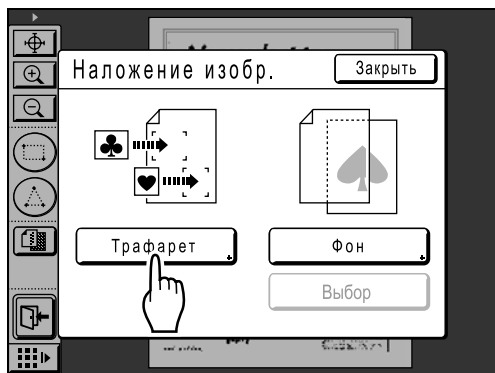 Наложение изобр.
Закрыть
Трафарет
Фон
Выбор